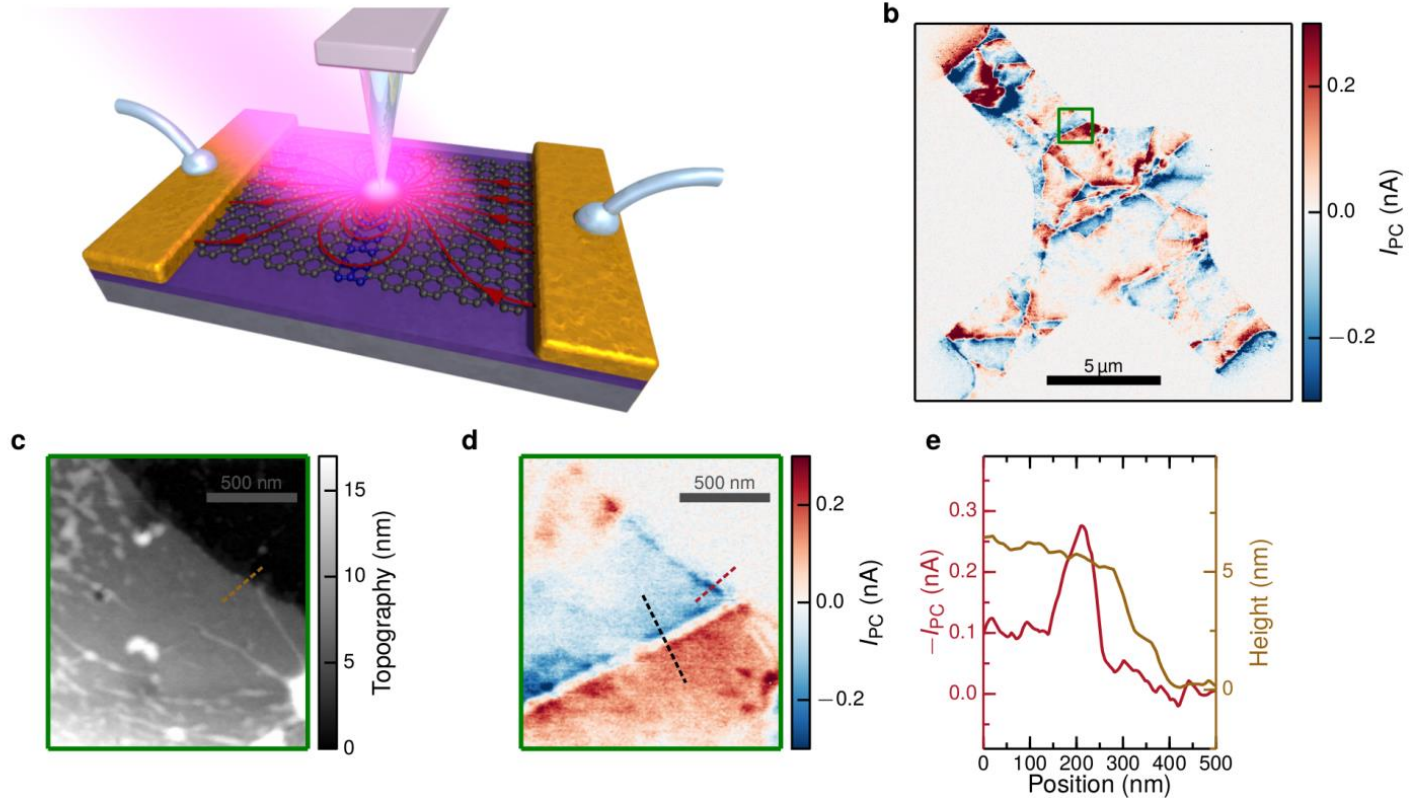 b
0.2
0.0
−0.2
I_PC (nA)
5 µm
c
500 nm
15
10
5
0
Topography (nm)
d
500 nm
0.2
0.0
−0.2
I_PC (nA)
e
0.3
0.2
0.1
0.0
−I_PC (nA)
5
0
Height (nm)
0 100 200 300 400 500
Position (nm)